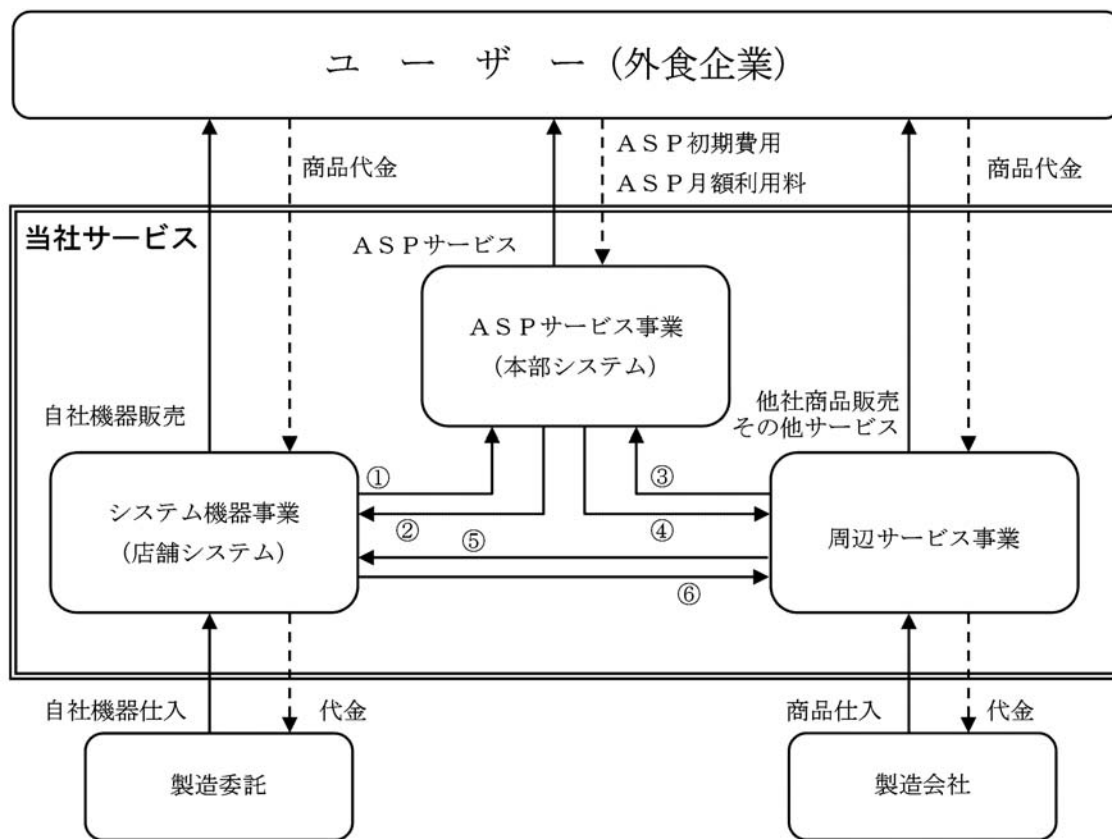 ユ ー ザ ー (外食企業)
商品代金
ASP初期費用
ASP月額利用料
商品代金
当社サービス
ASPサービス
ASPサービス事業
(本部システム)
自社機器販売
他社商品販売
その他サービス
①
③
システム機器事業
(店舗システム)
②
④
⑤
⑥
周辺サービス事業
自社機器仕入
代金
商品仕入
代金
製造委託
製造会社